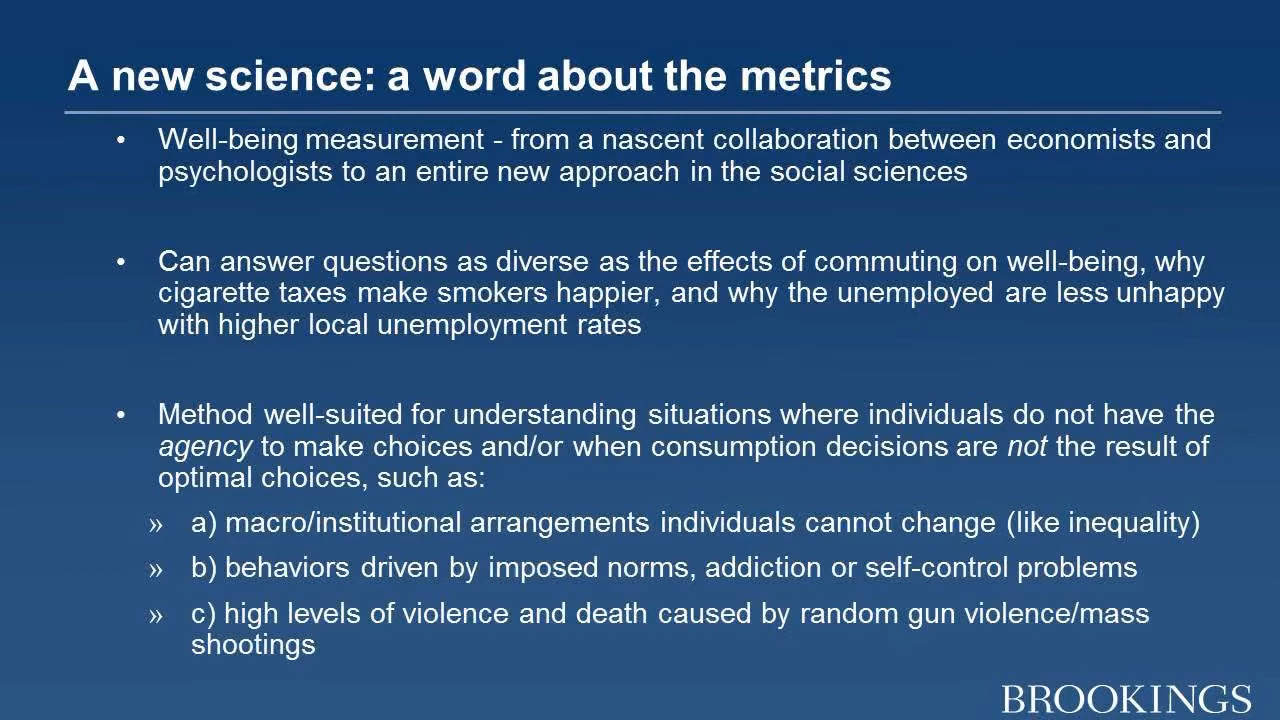 A new science: a word about the metrics
• Well-being measurement - from a nascent collaboration between economists and
psychologists to an entire new approach in the social sciences
• Can answer questions as diverse as the effects of commuting on well-being, why
cigarette taxes make smokers happier, and why the unemployed are less unhappy
with higher local unemployment rates
• Method well-suited for understanding situations where individuals do not have the
agency to make choices and/or when consumption decisions are not the result of
optimal choices, such as:
» a) macro/institutional arrangements individuals cannot change (like inequality)
» b) behaviors driven by imposed norms, addiction or self-control problems
» c) high levels of violence and death caused by random gun violence/mass
shootings
BROOKINGS